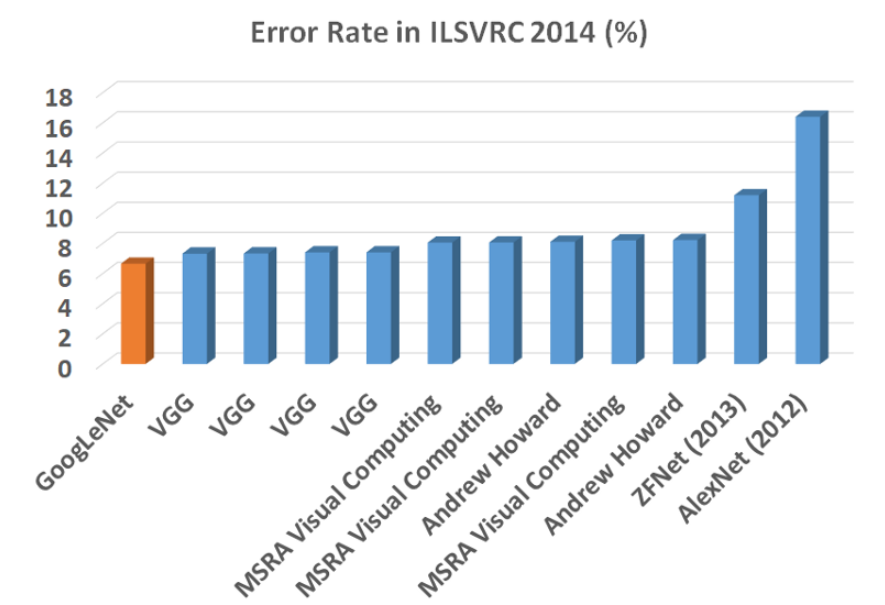 Error Rate in ILSVRC 2014 (%)
18
16
14
12
10
8
6
4
2
0
GoogLeNet
VGG
VGG
VGG
VGG
MSRA Visual Computing
MSRA Visual Computing
Andrew Howard
MSRA Visual Computing
Andrew Howard
ZFNet (2013)
AlexNet (2012)